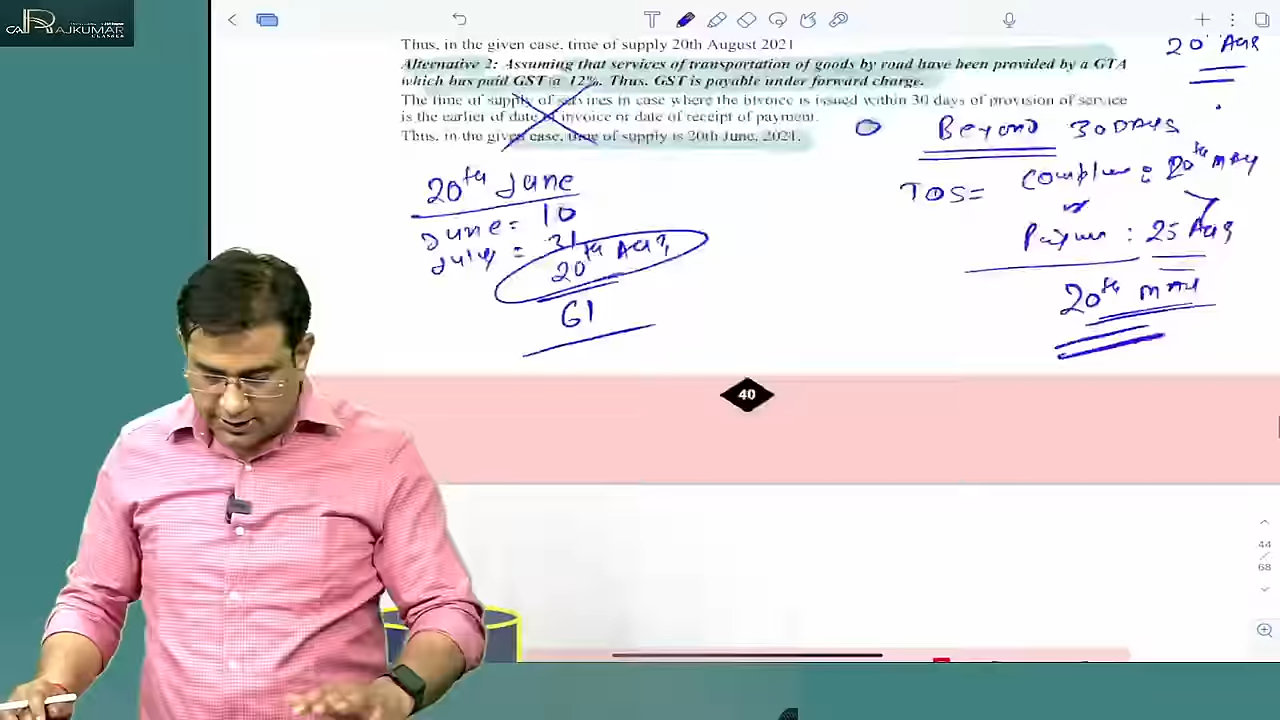 CA RAJKUMAR
CLASSES
Thus, in the given case, time of supply 20th August 2021
Alternative 2: Assuming that services of transportation of goods by road have been provided by a GTA
which has paid GST @ 12%. Thus. GST is payable under forward charge.
The time of supply of services in case where the invoice is issued within 30 days of provision of service
is the earlier of date of invoice or date of receipt of payment.
Thus, in the given case, time of supply is 20th June, 2021.
20 Aug
Beyond 30 DAYS
TOS=
20th MAY
: 25 Aug
20th MAY
20th June
June = 10
July = 31
20th Aug
61
40
44
68